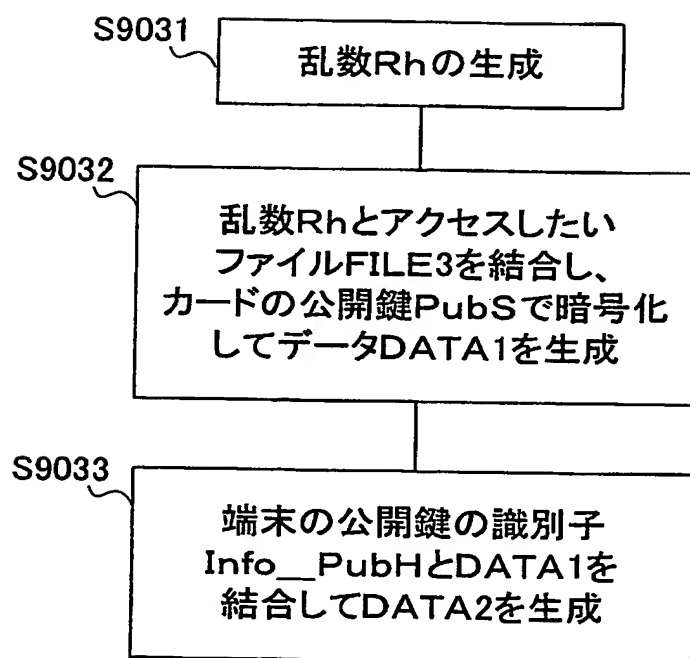 S9031
乱数Rhの生成
S9032
乱数Rhとアクセスしたい
ファイルFILE3を結合し、
カードの公開鍵PubSで暗号化
してデータDATA1を生成
S9033
端末の公開鍵の識別子
Info__PubHとDATA1を
結合してDATA2を生成